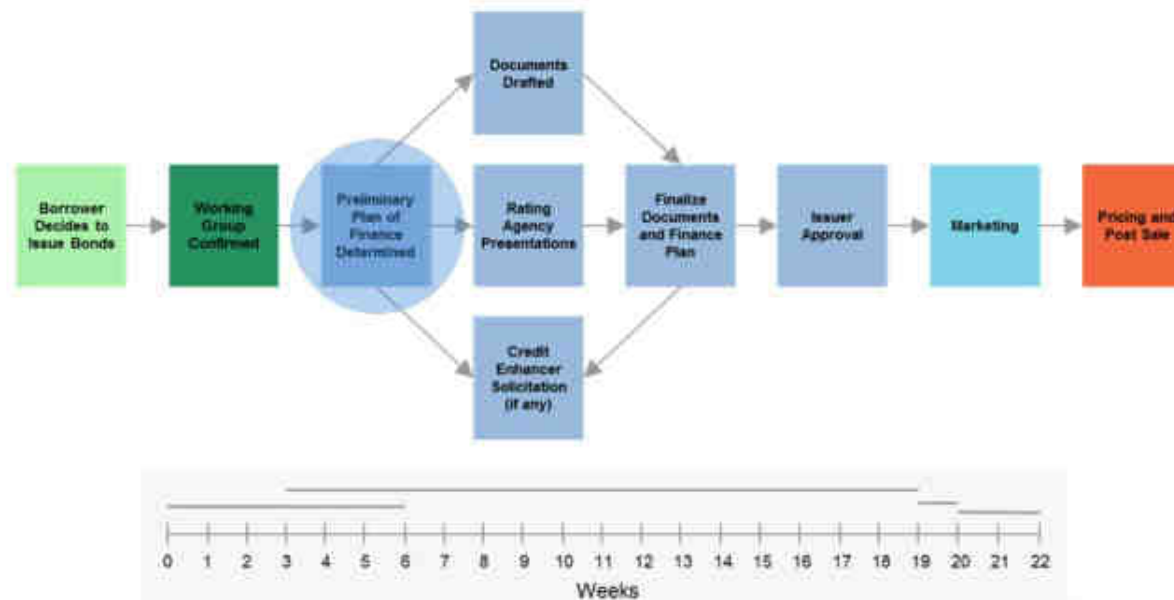 Documents
Drafted
Borrower
Decides to
Issue Bonds
Working
Group
Confirmed
Preliminary
Plan of
Finance
Determined
Rating
Agency
Presentations
Finalize
Documents
and Finance
Plan
Issuer
Approval
Marketing
Pricing and
Post Sale
Credit
Enhancer
Solicitation
(if any)
0 1 2 3 4 5 6 7 8 9 10 11 12 13 14 15 16 17 18 19 20 21 22
Weeks